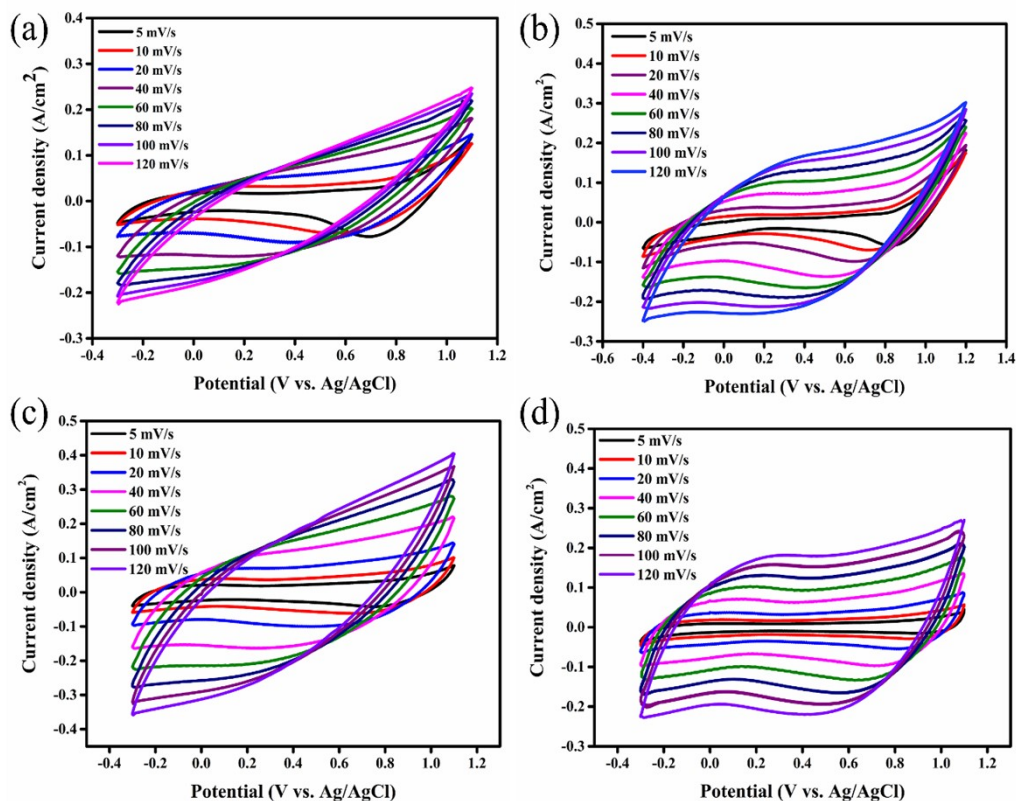 (a)
5 mV/s
10 mV/s
20 mV/s
40 mV/s
60 mV/s
80 mV/s
100 mV/s
120 mV/s
Current density (A/cm²)
0.4
0.3
0.2
0.1
0.0
-0.1
-0.2
-0.3
-0.4 -0.2 0.0 0.2 0.4 0.6 0.8 1.0 1.2
Potential (V vs. Ag/AgCl)
(b)
5 mV/s
10 mV/s
20 mV/s
40 mV/s
60 mV/s
80 mV/s
100 mV/s
120 mV/s
Current density (A/cm²)
0.5
0.4
0.3
0.2
0.1
0.0
-0.1
-0.2
-0.3
-0.6 -0.4 -0.2 0.0 0.2 0.4 0.6 0.8 1.0 1.2 1.4
Potential (V vs. Ag/AgCl)
(c)
5 mV/s
10 mV/s
20 mV/s
40 mV/s
60 mV/s
80 mV/s
100 mV/s
120 mV/s
Current density (A/cm²)
0.5
0.4
0.3
0.2
0.1
0.0
-0.1
-0.2
-0.3
-0.4
-0.4 -0.2 0.0 0.2 0.4 0.6 0.8 1.0 1.2
Potential (V vs. Ag/AgCl)
(d)
5 mV/s
10 mV/s
20 mV/s
40 mV/s
60 mV/s
80 mV/s
100 mV/s
120 mV/s
Current density (A/cm²)
0.5
0.4
0.3
0.2
0.1
0.0
-0.1
-0.2
-0.3
-0.4 -0.2 0.0 0.2 0.4 0.6 0.8 1.0 1.2
Potential (V vs. Ag/AgCl)